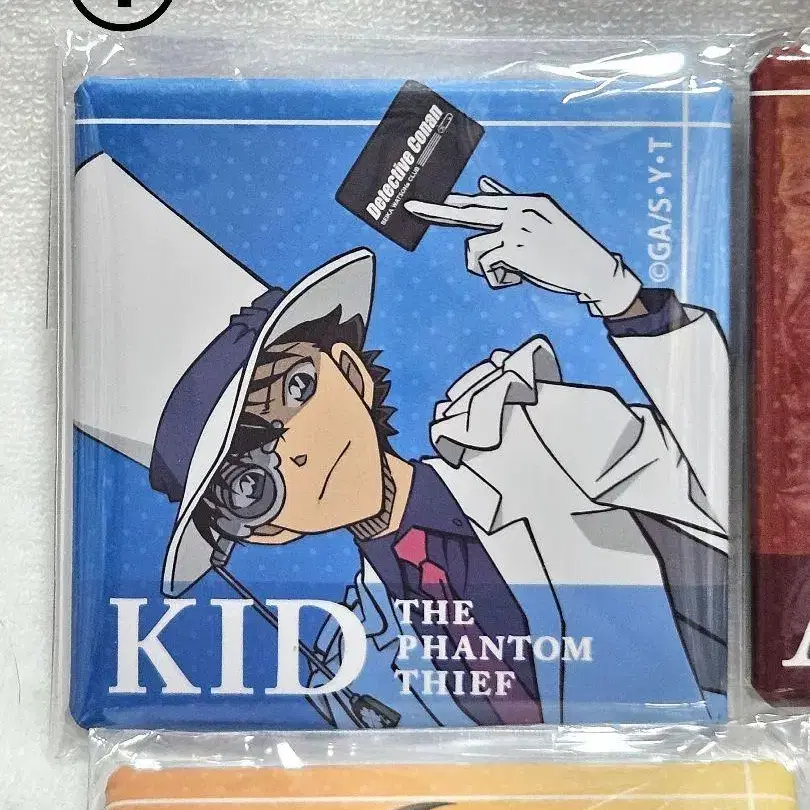 Detective Conan
©GA/S・Y・T
KID
THE
PHANTOM
THIEF